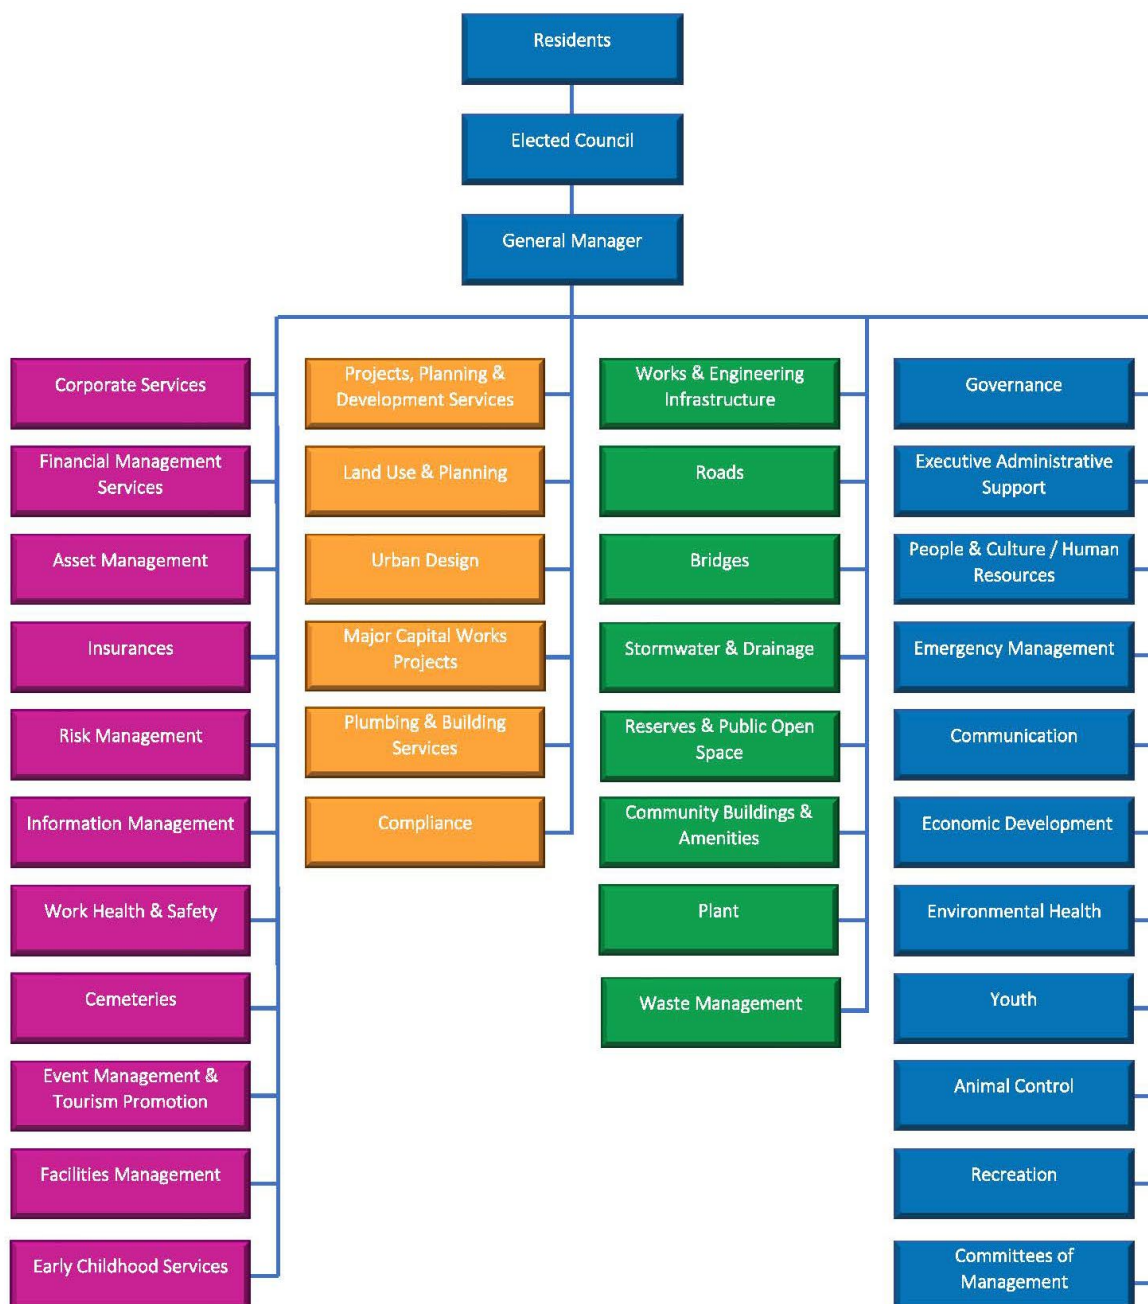 Residents
Elected Council
General Manager
Corporate Services
Financial Management
Services
Asset Management
Insurances
Risk Management
Information Management
Work Health & Safety
Cemeteries
Event Management &
Tourism Promotion
Facilities Management
Early Childhood Services
Projects, Planning &
Development Services
Land Use & Planning
Urban Design
Major Capital Works
Projects
Plumbing & Building
Services
Compliance
Works & Engineering
Infrastructure
Roads
Bridges
Stormwater & Drainage
Reserves & Public Open
Space
Community Buildings &
Amenities
Plant
Waste Management
Governance
Executive Administrative
Support
People & Culture / Human
Resources
Emergency Management
Communication
Economic Development
Environmental Health
Youth
Animal Control
Recreation
Committees of
Management